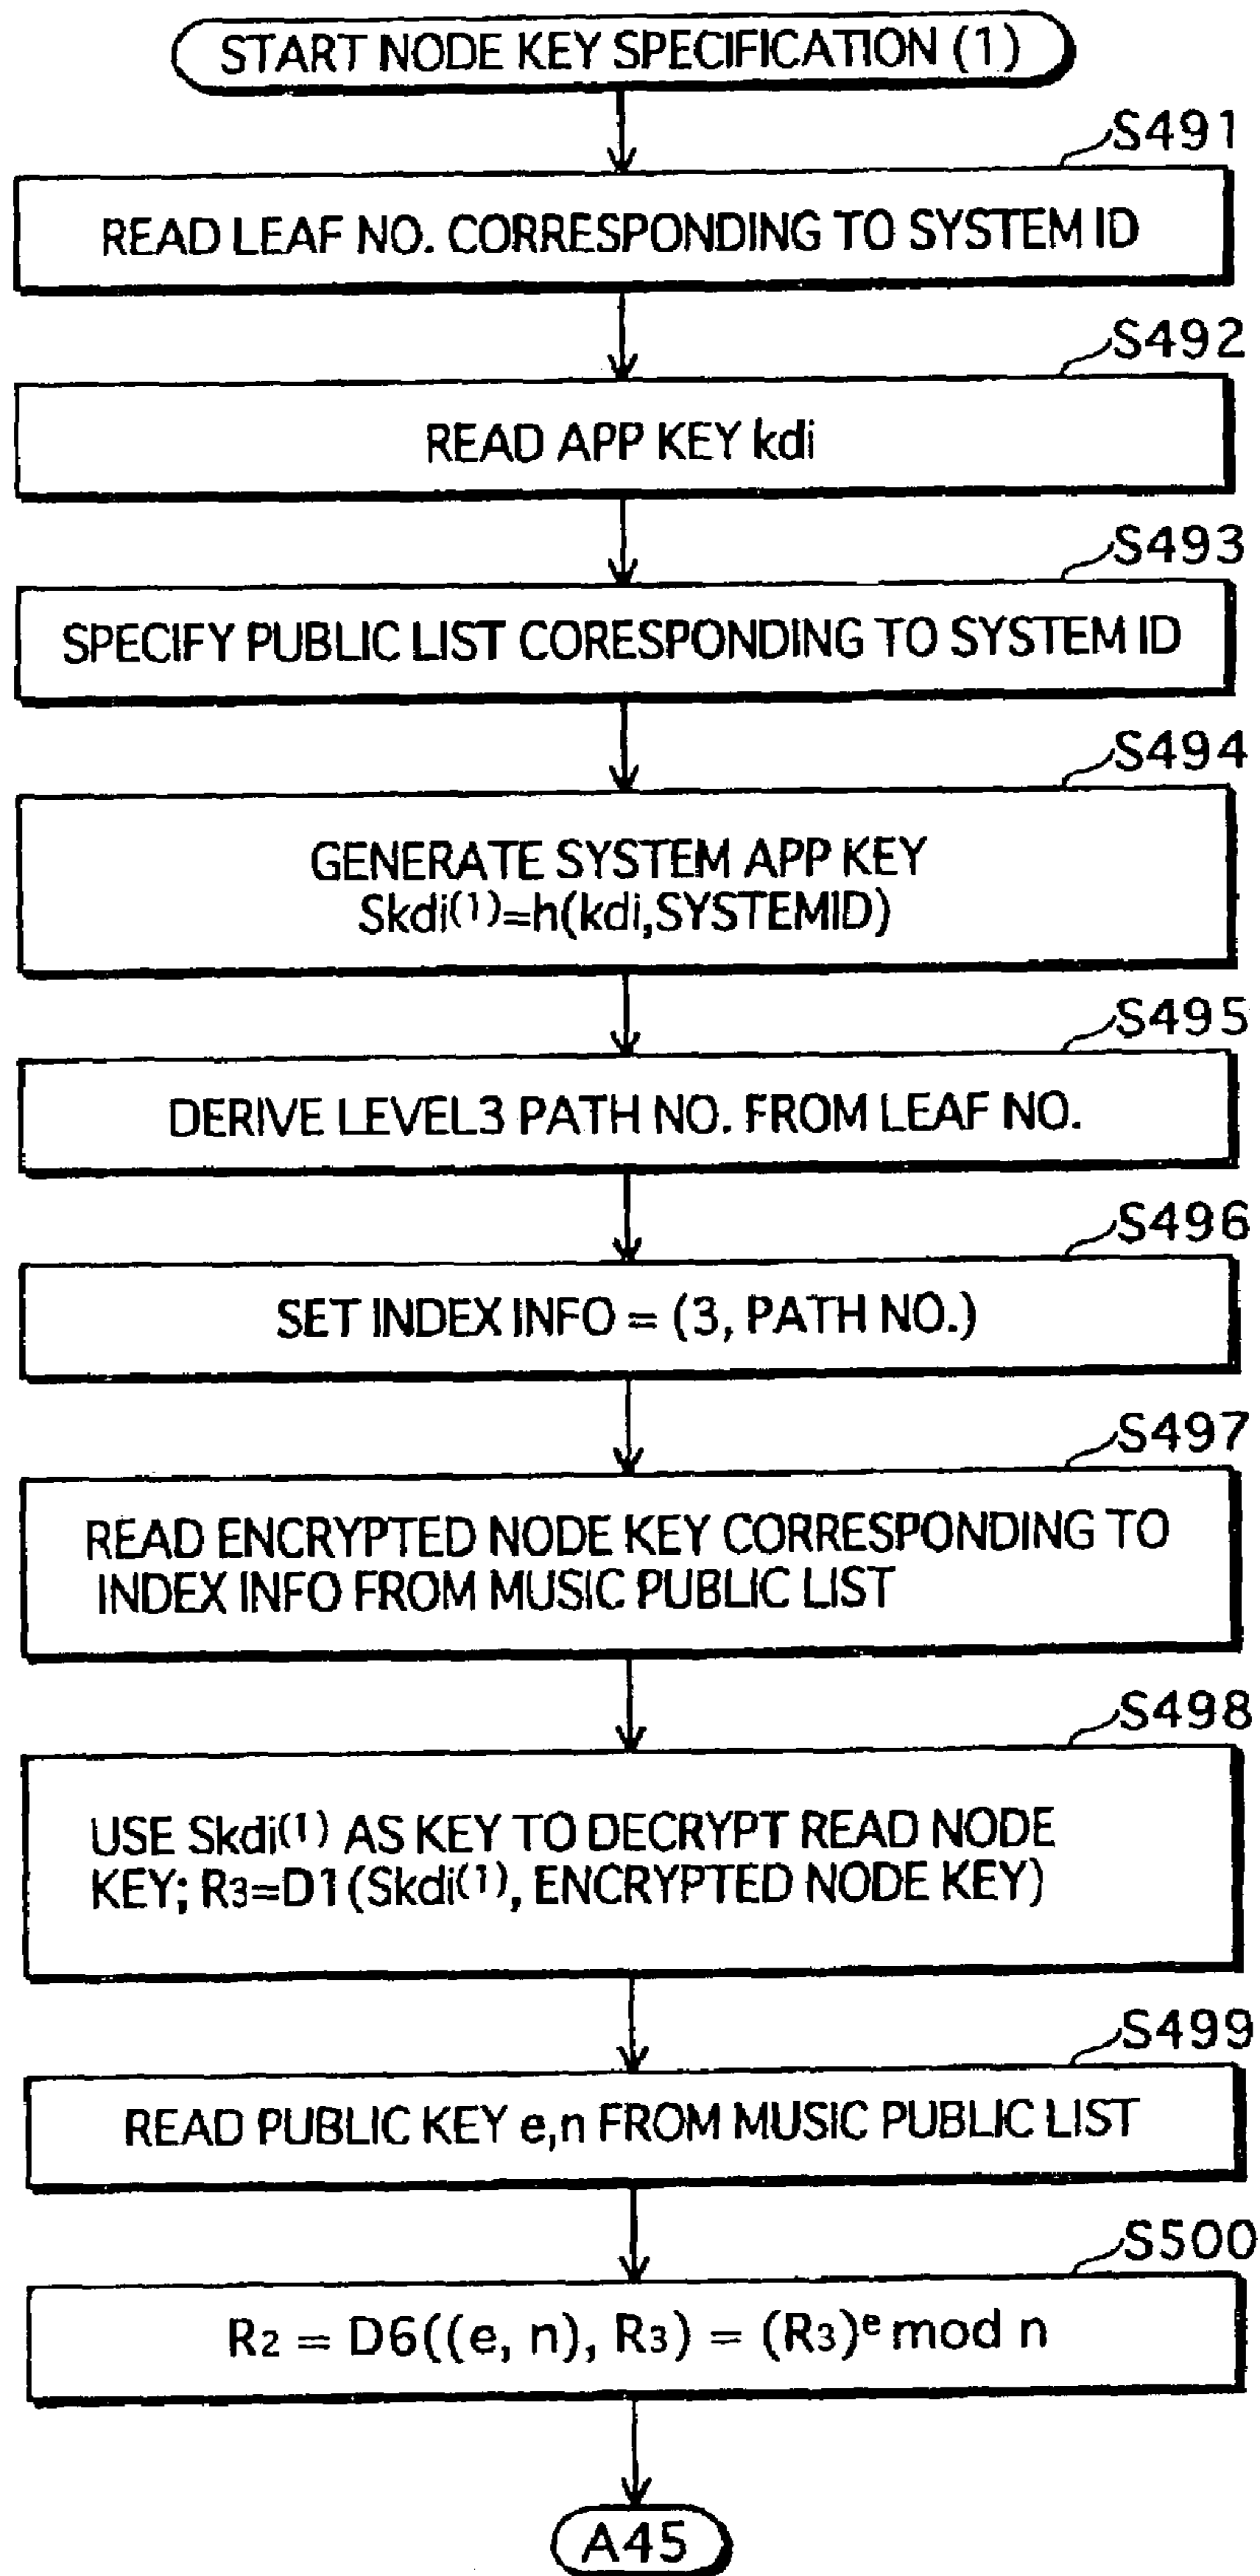 START NODE KEY SPECIFICATION (1)
S491
READ LEAF NO. CORRESPONDING TO SYSTEM ID
S492
READ APP KEY kdi
S493
SPECIFY PUBLIC LIST CORESPONDING TO SYSTEM ID
S494
GENERATE SYSTEM APP KEY
Skdi⁽¹⁾=h(kdi,SYSTEMID)
S495
DERIVE LEVEL3 PATH NO. FROM LEAF NO.
S496
SET INDEX INFO = (3, PATH NO.)
S497
READ ENCRYPTED NODE KEY CORRESPONDING TO
INDEX INFO FROM MUSIC PUBLIC LIST
S498
USE Skdi⁽¹⁾ AS KEY TO DECRYPT READ NODE
KEY; R₃=D1(Skdi⁽¹⁾, ENCRYPTED NODE KEY)
S499
READ PUBLIC KEY e,n FROM MUSIC PUBLIC LIST
S500
R₂ = D6((e, n), R₃) = (R₃)ᵉ mod n
A45